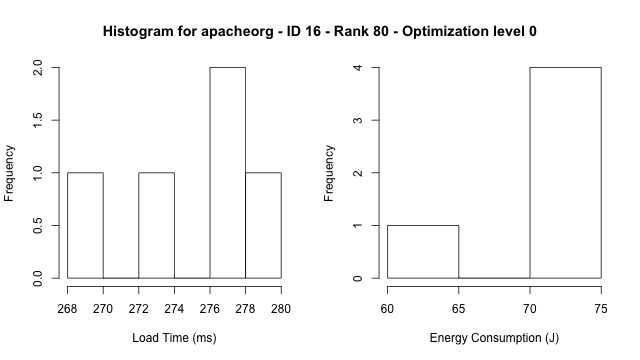 Histogram for apacheorg - ID 16 - Rank 80 - Optimization level 0
Frequency
0.0 0.5 1.0 1.5 2.0
268 270 272 274 276 278 280
Load Time (ms)
Frequency
0 1 2 3 4
60 65 70 75
Energy Consumption (J)